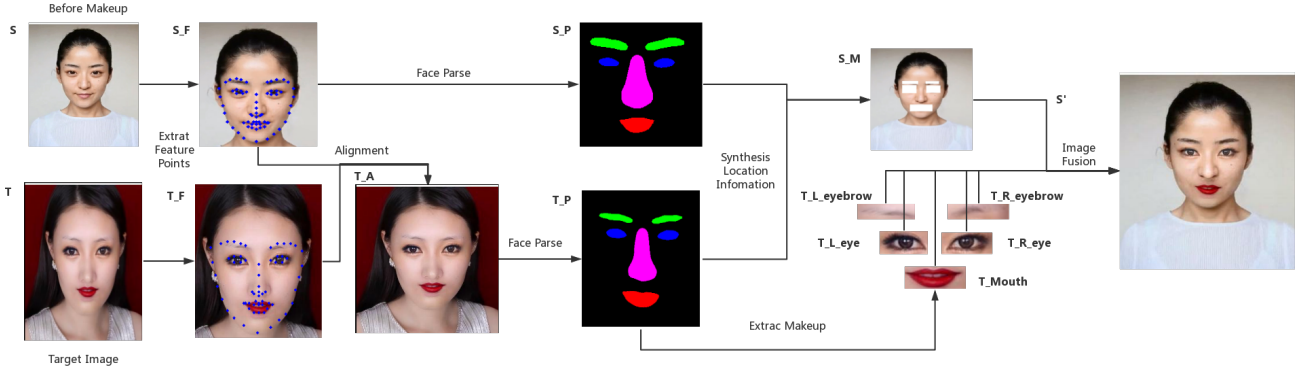 Before Makeup
S
S_F
S_P
S_M
S'
Face Parse
Extrat
Feature
Points
Alignment
Synthesis
Location
Infomation
Image
Fusion
T
T_F
T_A
T_P
Face Parse
T_L_eyebrow
T_R_eyebrow
T_L_eye
T_R_eye
T_Mouth
Extrac Makeup
Target Image